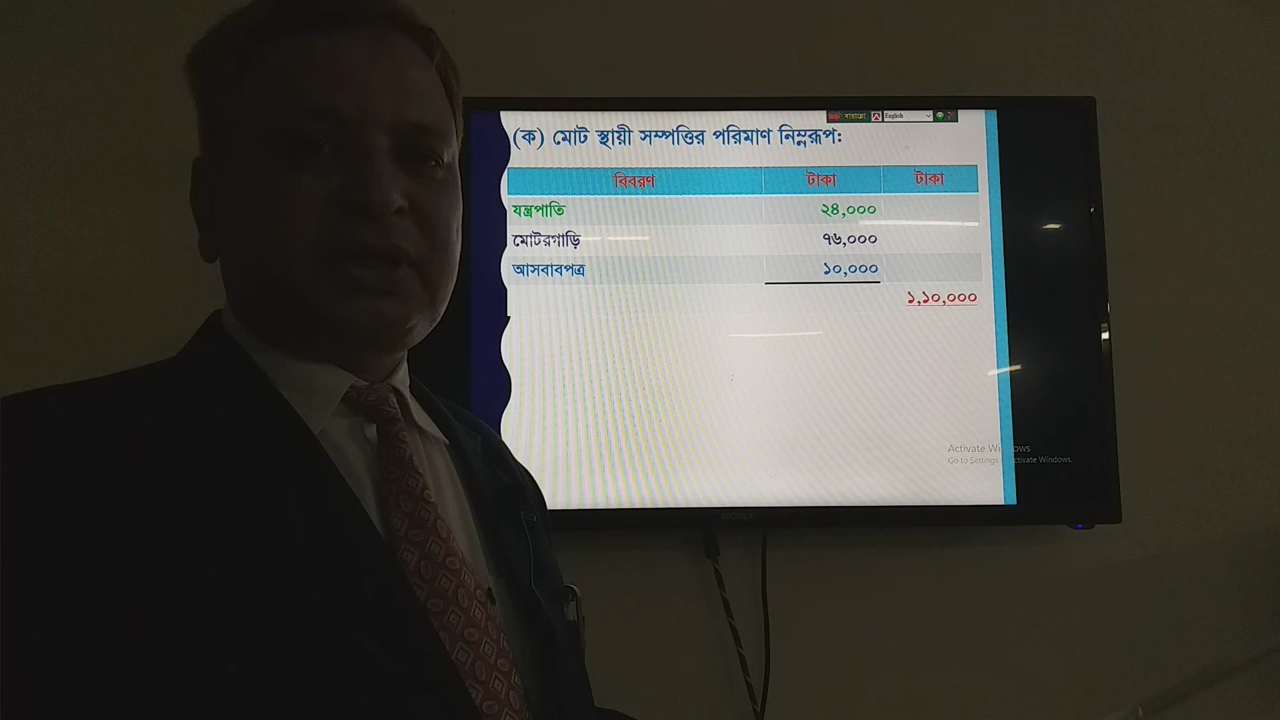 বায়ান্নো English
(ক) মোট স্থায়ী সম্পত্তির পরিমাণ নিম্নরূপ:
বিবরণ টাকা টাকা
যন্ত্রপাতি ২৪,০০০
মোটরগাড়ি ৭৬,০০০
আসবাবপত্র ১০,০০০
১,১০,০০০
Activate Windows
Go to Settings activate Windows.
SONY